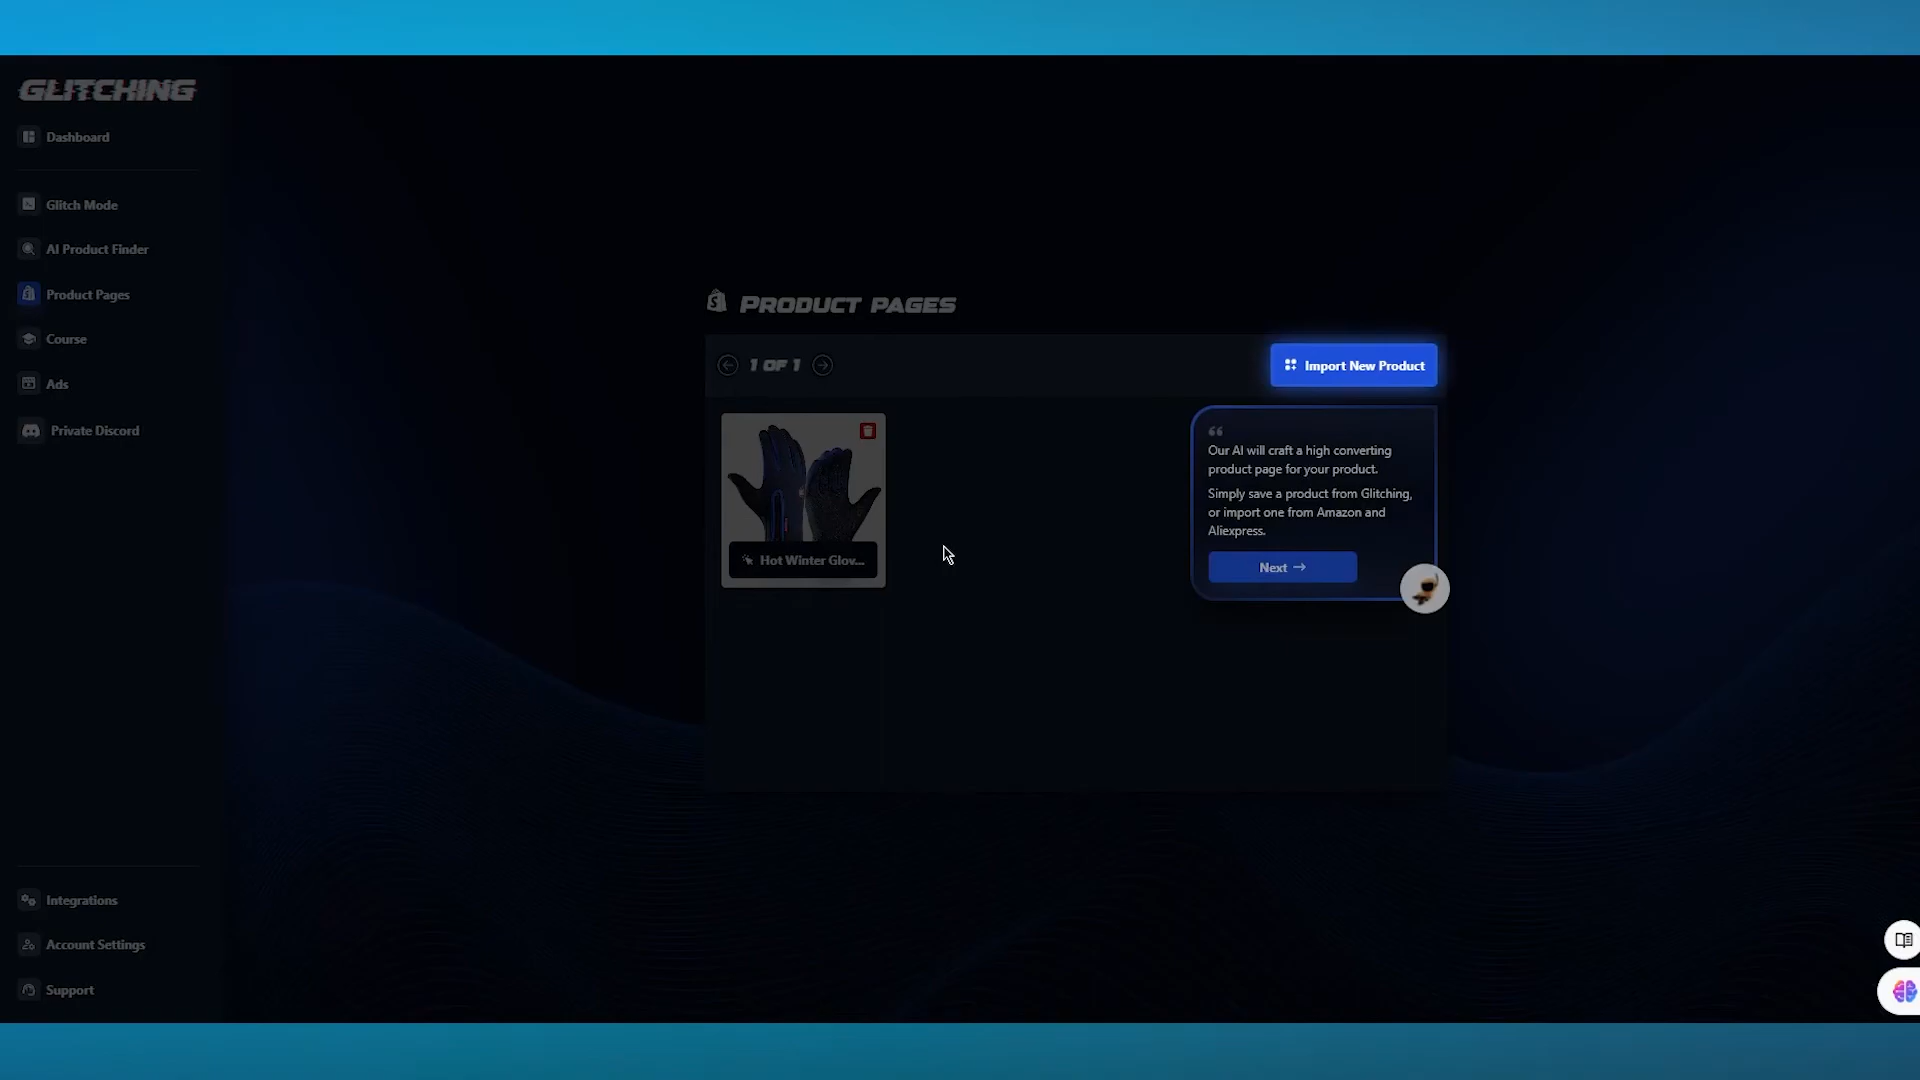 GLITCHING
Dashboard
Glitch Mode
AI Product Finder
Product Pages
Course
Ads
Private Discord
Integrations
Account Settings
Support
PRODUCT PAGES
1 OF 1
Import New Product
Hot Winter Glov...
“
Our AI will craft a high converting
product page for your product.
Simply save a product from Glitching,
or import one from Amazon and
Aliexpress.
Next →